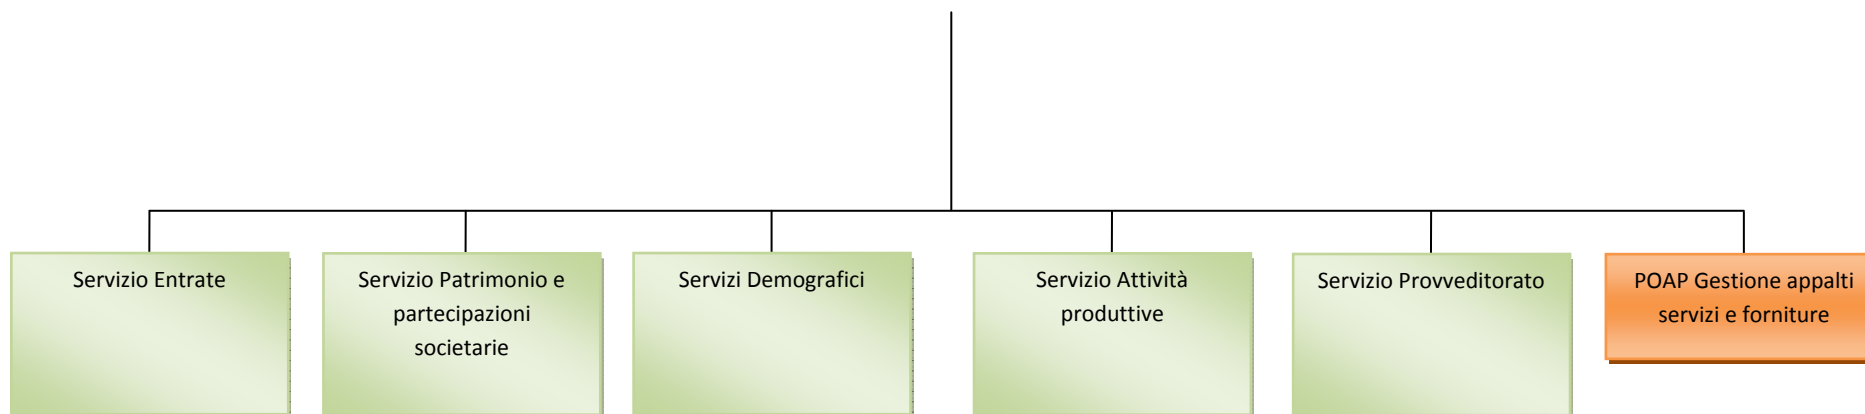 Servizio Entrate
Servizio Patrimonio e
partecipazioni
societarie
Servizi Demografici
Servizio Attività
produttive
Servizio Provveditorato
POAP Gestione appalti
servizi e forniture